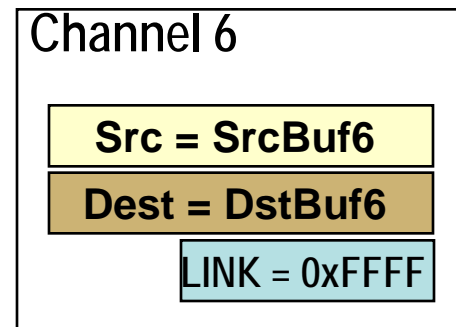 Channel 6
Src = SrcBuf6
Dest = DstBuf6
LINK = 0xFFFF